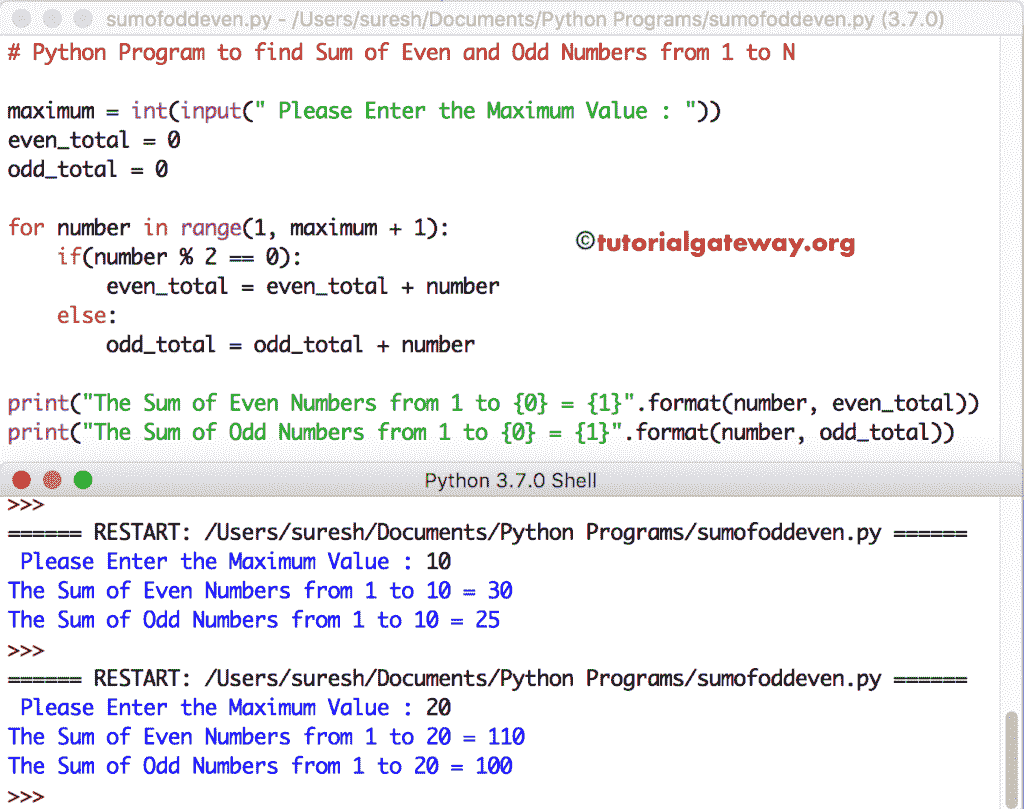 sumofoddeven.py - /Users/suresh/Documents/Python Programs/sumofoddeven.py (3.7.0)
# Python Program to find Sum of Even and Odd Numbers from 1 to N
maximum = int(input(" Please Enter the Maximum Value : "))
even_total = 0
odd_total = 0
for number in range(1, maximum + 1):
©tutorialgateway.org
    if(number % 2 == 0):
        even_total = even_total + number
    else:
        odd_total = odd_total + number
print("The Sum of Even Numbers from 1 to {0} = {1}".format(number, even_total))
print("The Sum of Odd Numbers from 1 to {0} = {1}".format(number, odd_total))
Python 3.7.0 Shell
>>>
====== RESTART: /Users/suresh/Documents/Python Programs/sumofoddeven.py ======
 Please Enter the Maximum Value : 10
The Sum of Even Numbers from 1 to 10 = 30
The Sum of Odd Numbers from 1 to 10 = 25
>>>
====== RESTART: /Users/suresh/Documents/Python Programs/sumofoddeven.py ======
 Please Enter the Maximum Value : 20
The Sum of Even Numbers from 1 to 20 = 110
The Sum of Odd Numbers from 1 to 20 = 100
>>>